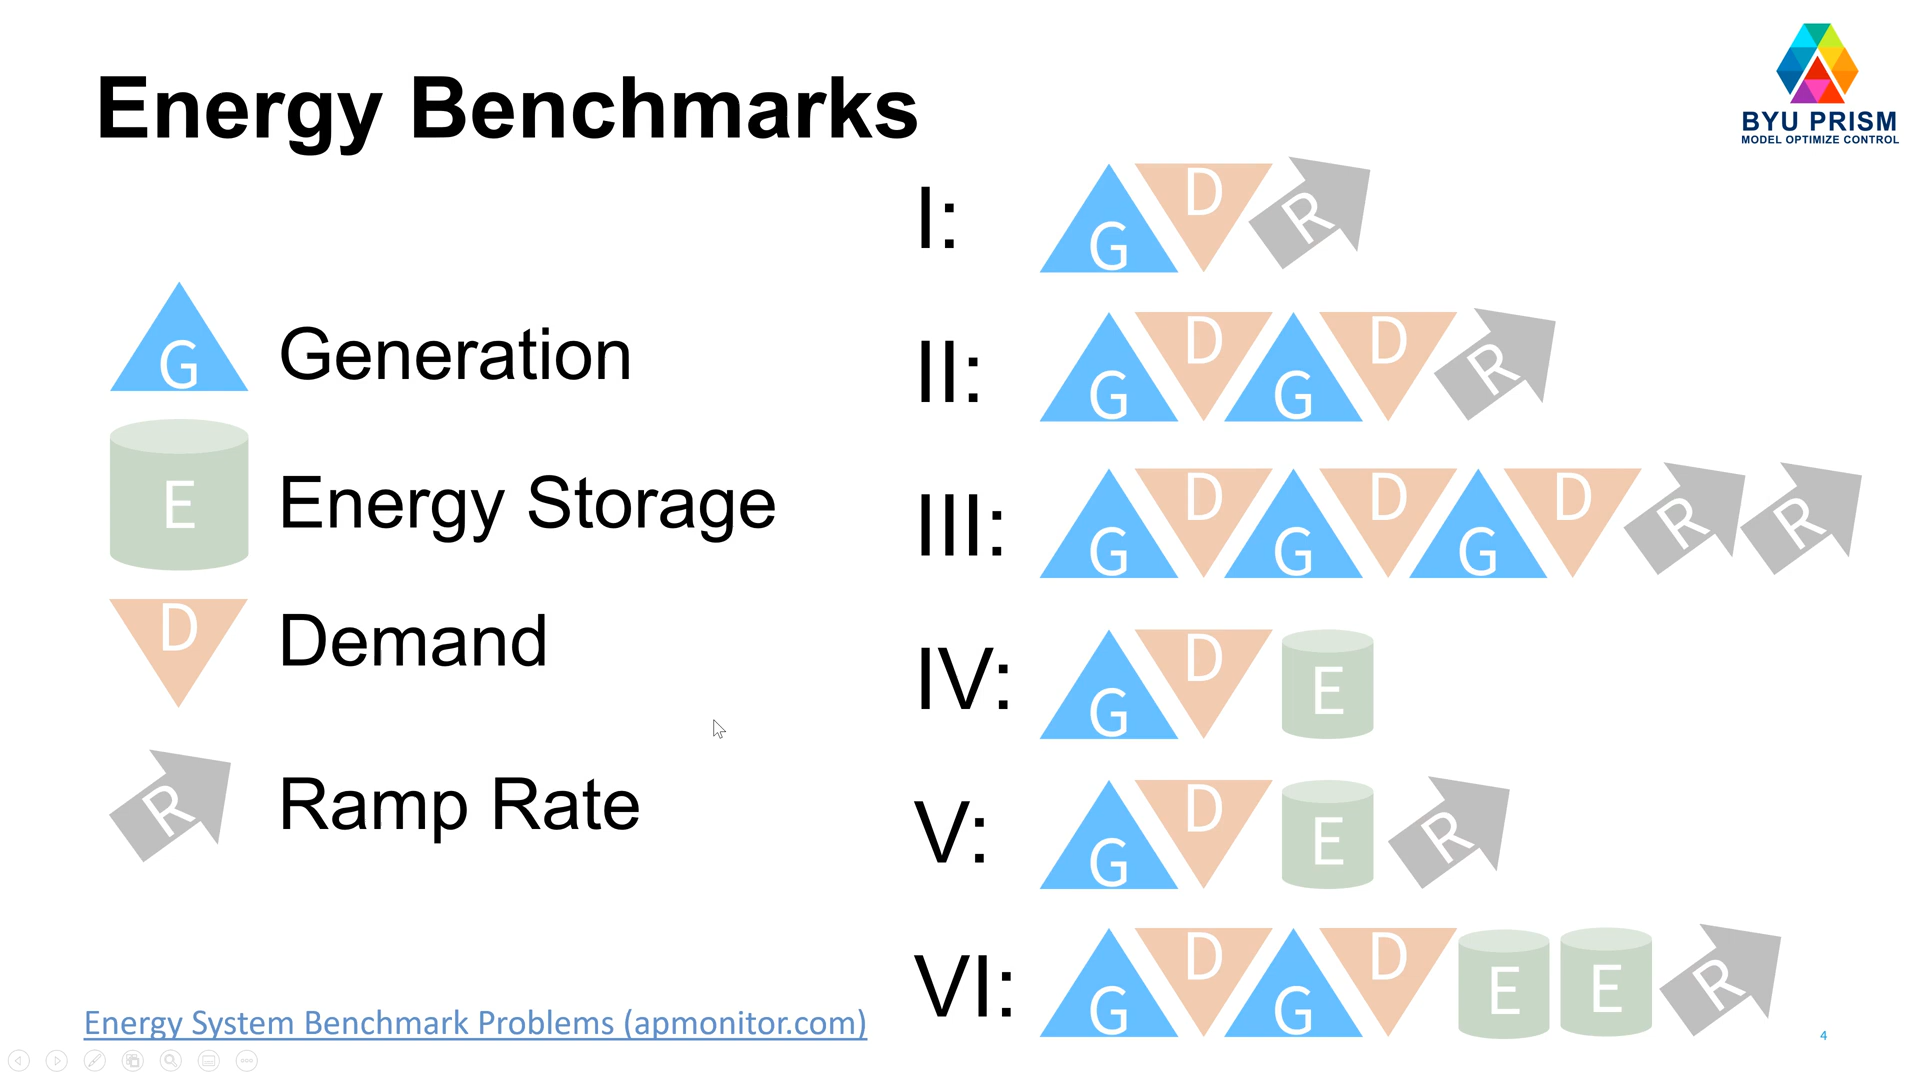 Energy Benchmarks
BYU PRISM
MODEL OPTIMIZE CONTROL
G Generation
E Energy Storage
D Demand
R Ramp Rate
I: G D R
II: G D G D R
III: G D G D G D R R
IV: G D E
V: G D E R
VI: G D G D E E R
Energy System Benchmark Problems (apmonitor.com)
4